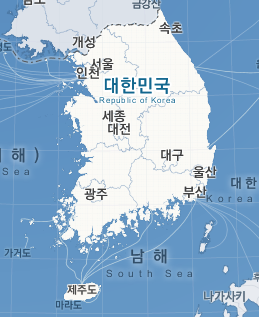 금강산
속초
개성
서울
인천
대한민국
Republic of Korea
세종
대전
해 )
Sea
대구
울산
대한
부산
Korea
광주
가거도
남 해
South Sea
제주도
마라도
나가사키